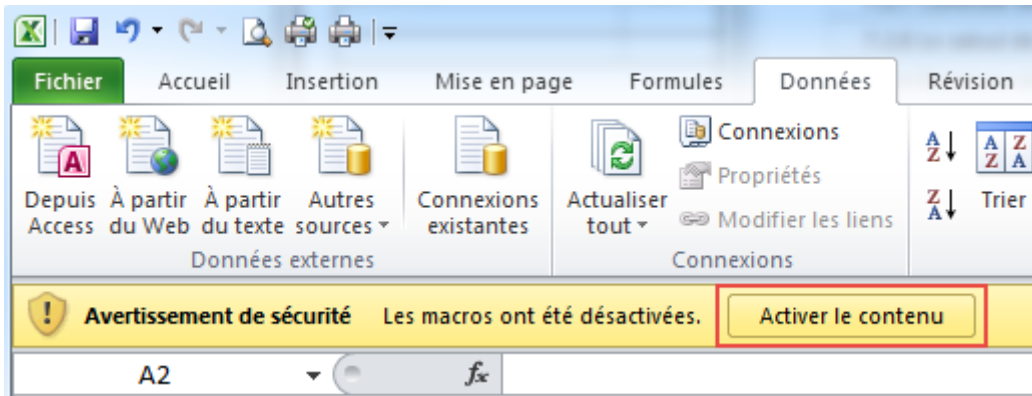 Fichier Accueil Insertion Mise en page Formules Données Révision
Depuis Access
À partir du Web
À partir du texte
Autres sources
Connexions existantes
Actualiser tout
Connexions
Propriétés
Modifier les liens
Trier
Données externes
Connexions
Avertissement de sécurité Les macros ont été désactivées. Activer le contenu
A2 fx